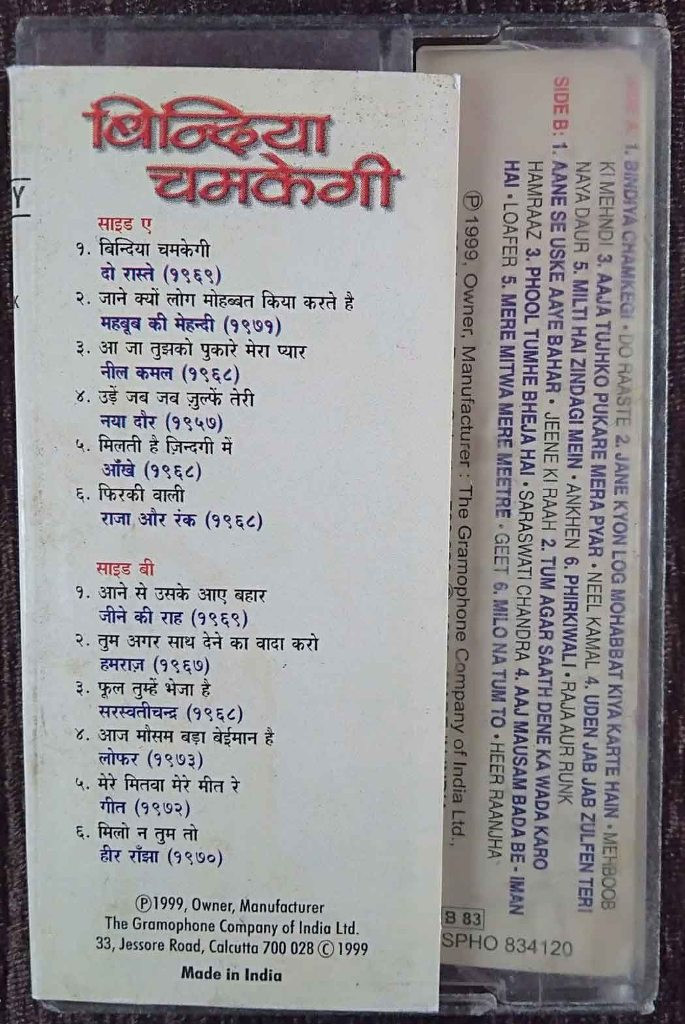 बिन्दिया
चमकेगी
साइड ए
१. बिन्दिया चमकेगी
दो रास्ते (१९६९)
२. जाने क्यों लोग मोहब्बत किया करते है
महबूब की मेहन्दी (१९७१)
३. आ जा तुझको पुकारे मेरा प्यार
नील कमल (१९६८)
४. उड़ें जब जब ज़ुल्फें तेरी
नया दौर (१९५७)
५. मिलती है ज़िन्दगी में
आँखे (१९६८)
६. फिरकी वाली
राजा और रंक (१९६८)
साइड बी
१. आने से उसके आए बहार
जीने की राह (१९६९)
२. तुम अगर साथ देने का वादा करो
हमराज़ (१९६७)
३. फूल तुम्हें भेजा है
सरस्वतीचन्द्र (१९६८)
४. आज मौसम बड़ा बेईमान है
लोफर (१९७३)
५. मेरे मितवा मेरे मीत रे
गीत (१९७२)
६. मिलो न तुम तो
हीर राँझा (१९७०)
Ⓟ1999, Owner, Manufacturer
The Gramophone Company of India Ltd.
33, Jessore Road, Calcutta 700 028 © 1999
Made in India
Y
A: 1. BINDIYA CHAMKEGI • DO RAASTE 2. JANE KYON LOG MOHABBAT KIYA KARTE HAIN • MEHBOOB
KI MEHNDI 3. AAJA TUJHKO PUKARE MERA PYAR • NEEL KAMAL 4. UDEN JAB JAB ZULFEN TERI
NAYA DAUR 5. MILTI HAI ZINDAGI MEIN • ANKHEN 6. PHIRKIWALI • RAJA AUR RUNK
SIDE B: 1. AANE SE USKE AAYE BAHAR • JEENE KI RAAH 2. TUM AGAR SAATH DENE KA WADA KARO
HAMRAAZ 3. PHOOL TUMHE BHEJA HAI • SARASWATI CHANDRA 4. AAJ MAUSAM BADA BE - IMAN
HAI • LOAFER 5. MERE MITWA MERE MEETRE • GEET 6. MILO NA TUM TO • HEER RAANJHA
Ⓟ 1999, Owner, Manufacturer : The Gramophone Company of India Ltd.,
B 83
SPHO 834120